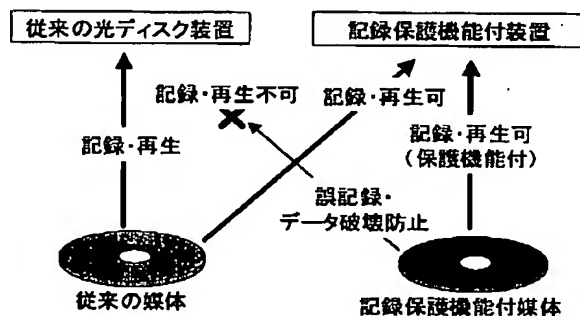 従来の光ディスク装置
記録保護機能付装置
記録・再生不可
記録・再生可
記録・再生
記録・再生可
(保護機能付)
誤記録・
データ破壊防止
従来の媒体
記録保護機能付媒体